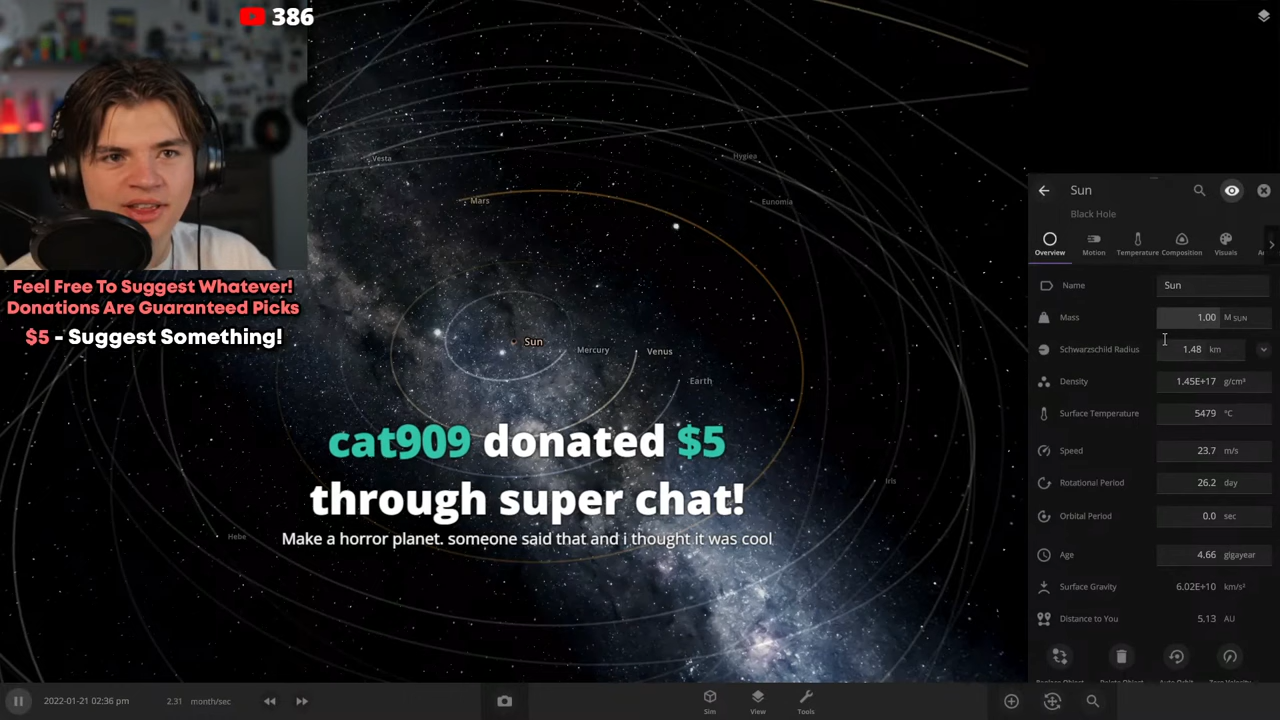 386
Feel Free To Suggest Whatever!
Donations Are Guaranteed Picks
$5 - Suggest Something!
Vesta
Hygiea
Mars
Eunomia
Sun
Mercury
Venus
Earth
Iris
Hebe
cat909 donated $5
through super chat!
Make a horror planet. someone said that and i thought it was cool
Sun
Black Hole
Overview Motion Temperature Composition Visuals
Name Sun
Mass 1.00 M SUN
Schwarzschild Radius 1.48 km
Density 1.45E+17 g/cm³
Surface Temperature 5479 °C
Speed 23.7 m/s
Rotational Period 26.2 day
Orbital Period 0.0 sec
Age 4.66 gigayear
Surface Gravity 6.02E+10 km/s²
Distance to You 5.13 AU
2022-01-21 02:36 pm 2.31 month/sec
Sim View Tools